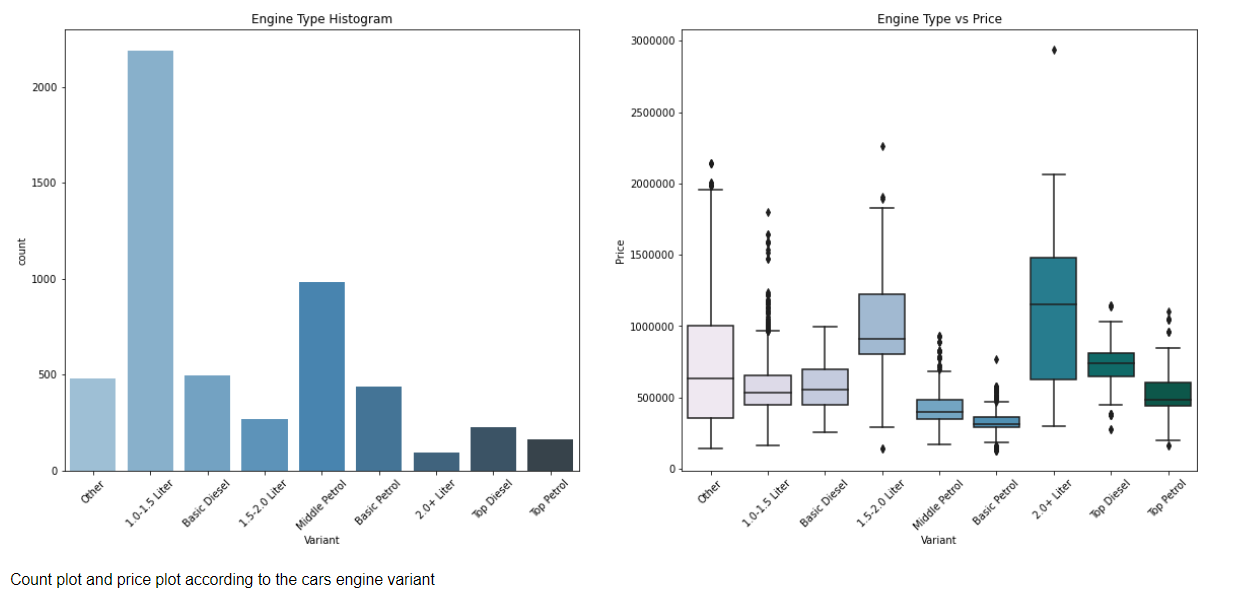 Engine Type Histogram
count
2000
1500
1000
500
0
Other
1.0-1.5 Liter
Basic Diesel
1.5-2.0 Liter
Middle Petrol
Basic Petrol
2.0+ Liter
Top Diesel
Top Petrol
Variant
Engine Type vs Price
Price
3000000
2500000
2000000
1500000
1000000
500000
0
Other
1.0-1.5 Liter
Basic Diesel
1.5-2.0 Liter
Middle Petrol
Basic Petrol
2.0+ Liter
Top Diesel
Top Petrol
Variant
Count plot and price plot according to the cars engine variant